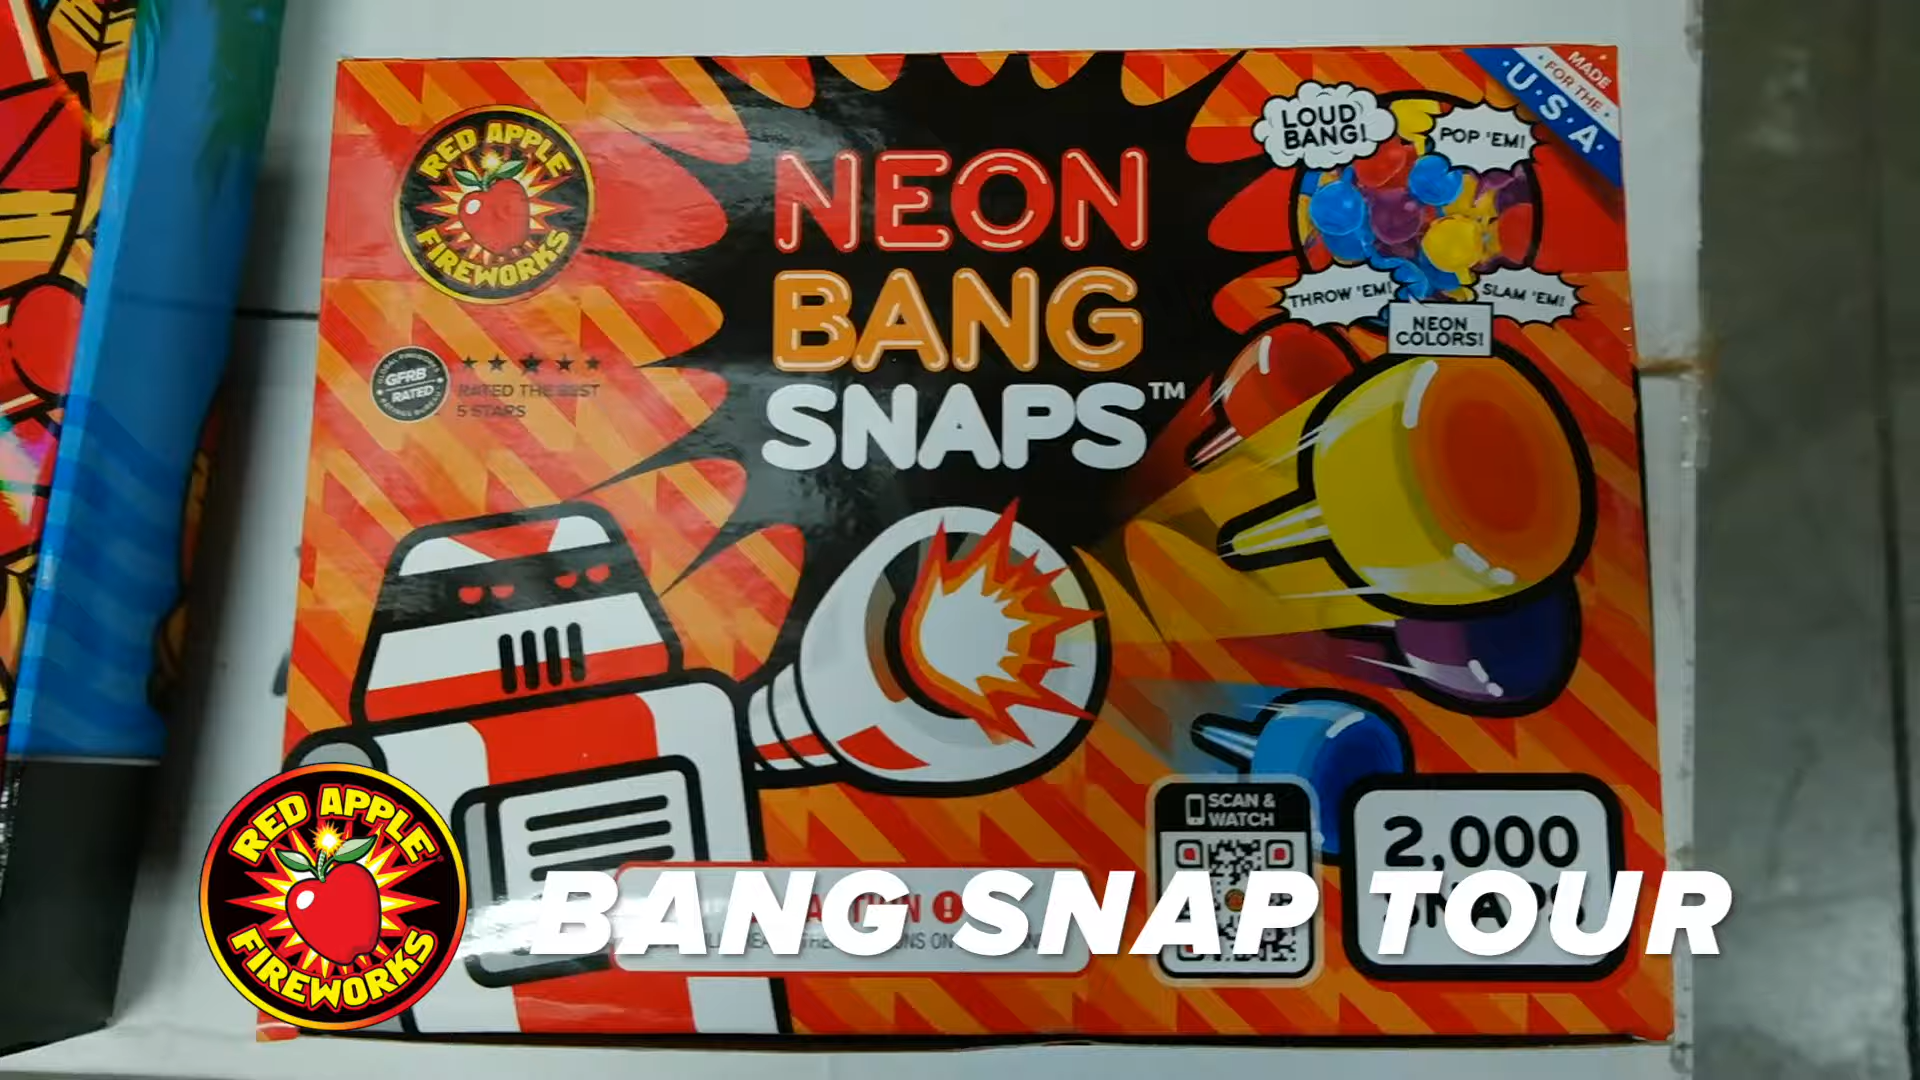 RED APPLE
FIREWORKS
NEON
BANG
SNAPS™
LOUD
BANG!
POP 'EM!
THROW 'EM!
SLAM 'EM!
NEON
COLORS!
MADE
FOR THE
U.S.A.
GFRB
RATED
RATED THE BEST
5 STARS
SCAN &
WATCH
2,000
SNAPS
RED APPLE
FIREWORKS
BANG SNAP TOUR